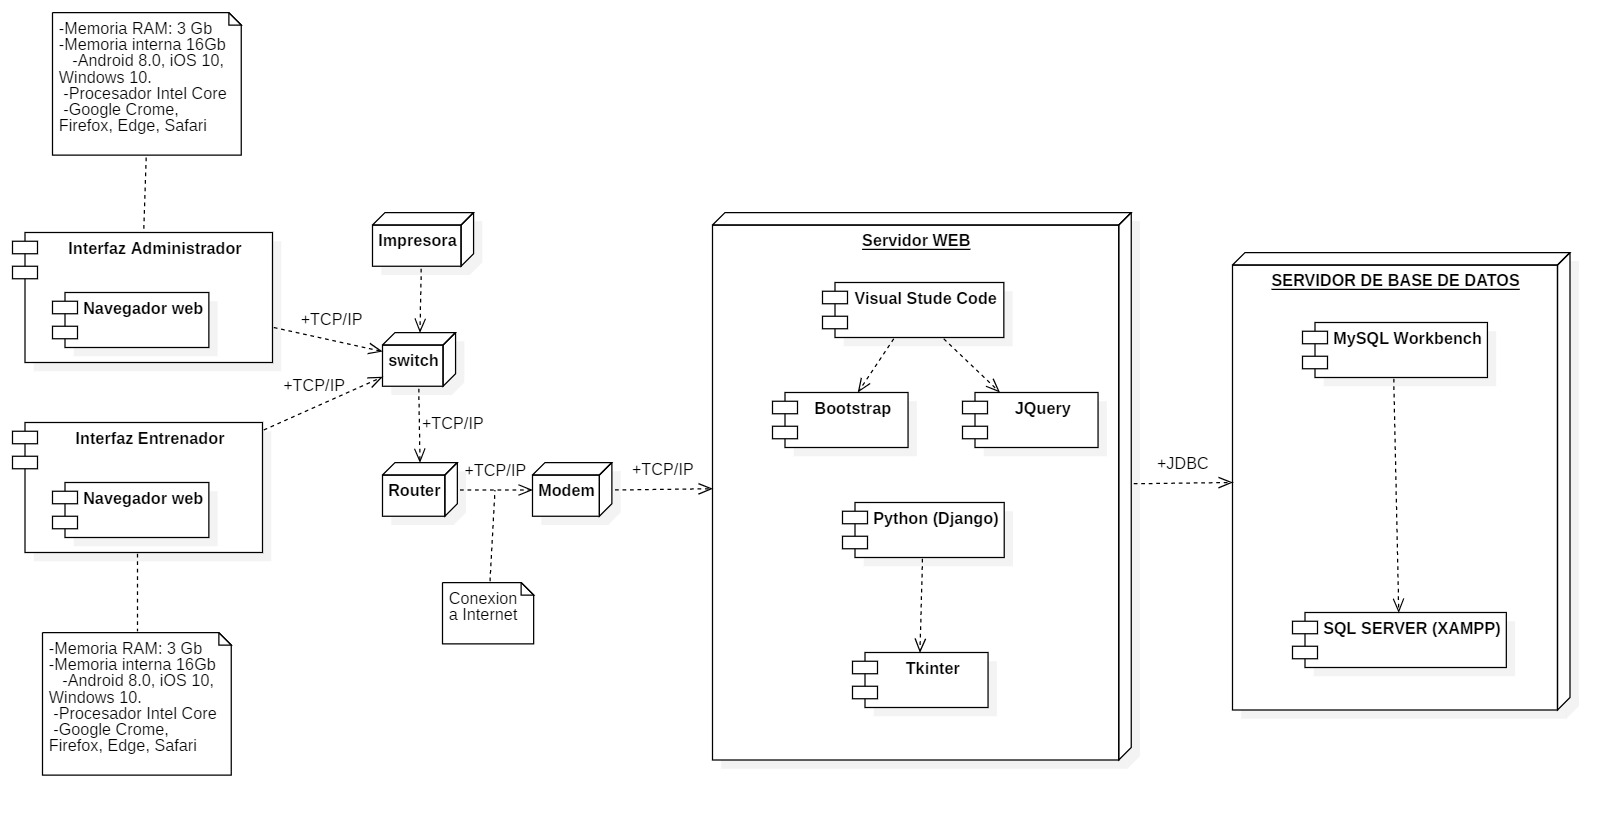 -Memoria RAM: 3 Gb
-Memoria interna 16Gb
-Android 8.0, iOS 10,
Windows 10.
-Procesador Intel Core
-Google Crome,
Firefox, Edge, Safari
Interfaz Administrador
Navegador web
+TCP/IP
Impresora
switch
+TCP/IP
Interfaz Entrenador
Navegador web
-Memoria RAM: 3 Gb
-Memoria interna 16Gb
-Android 8.0, iOS 10,
Windows 10.
-Procesador Intel Core
-Google Crome,
Firefox, Edge, Safari
+TCP/IP
Router
+TCP/IP
Modem
Conexion
a Internet
+TCP/IP
Servidor WEB
Visual Stude Code
Bootstrap
JQuery
Python (Django)
Tkinter
+JDBC
SERVIDOR DE BASE DE DATOS
MySQL Workbench
SQL SERVER (XAMPP)